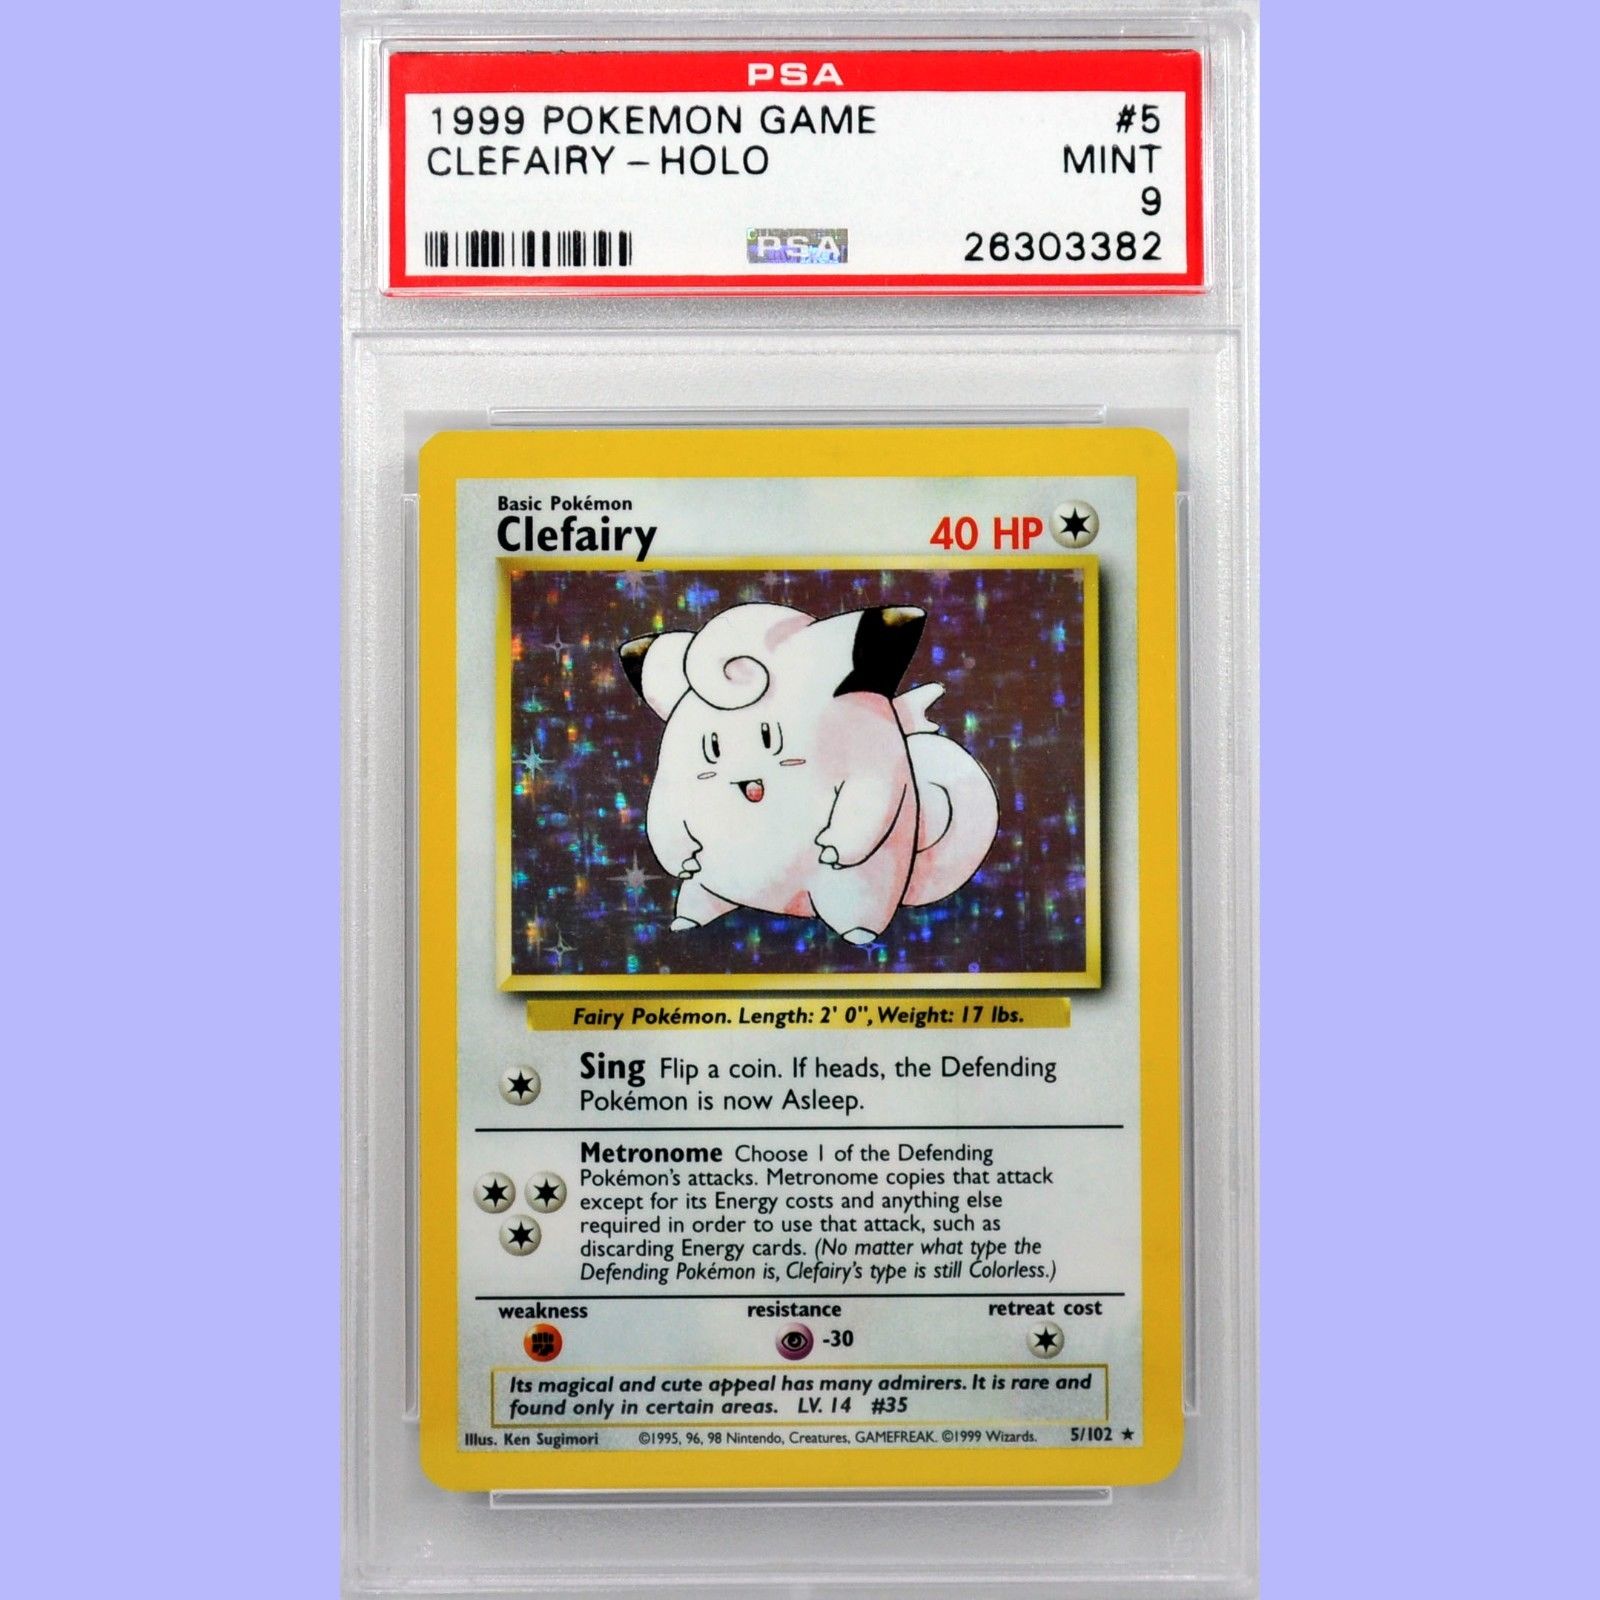 PSA
1999 POKEMON GAME #5
CLEFAIRY – HOLO MINT
9
PSA 26303382
Basic Pokémon
Clefairy 40 HP
Fairy Pokémon. Length: 2' 0", Weight: 17 lbs.
Sing Flip a coin. If heads, the Defending
Pokémon is now Asleep.
Metronome Choose 1 of the Defending
Pokémon's attacks. Metronome copies that attack
except for its Energy costs and anything else
required in order to use that attack, such as
discarding Energy cards. (No matter what type the
Defending Pokémon is, Clefairy's type is still Colorless.)
weakness resistance retreat cost
-30
Its magical and cute appeal has many admirers. It is rare and
found only in certain areas. LV. 14 #35
Illus. Ken Sugimori ©1995, 96, 98 Nintendo, Creatures, GAMEFREAK. ©1999 Wizards. 5/102 ★